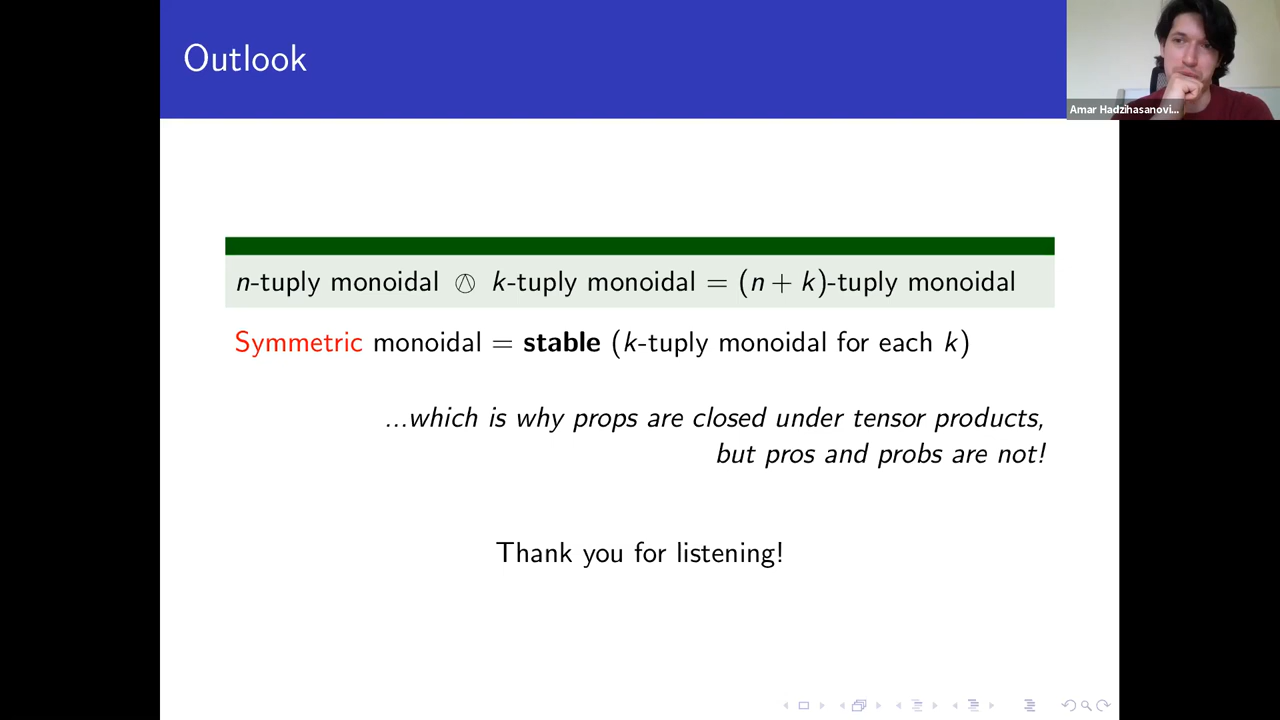 Outlook
Amar Hadzihasanovi...
n-tuply monoidal ⩚ k-tuply monoidal = (n + k)-tuply monoidal
Symmetric monoidal = stable (k-tuply monoidal for each k)
...which is why props are closed under tensor products,
but pros and probs are not!
Thank you for listening!